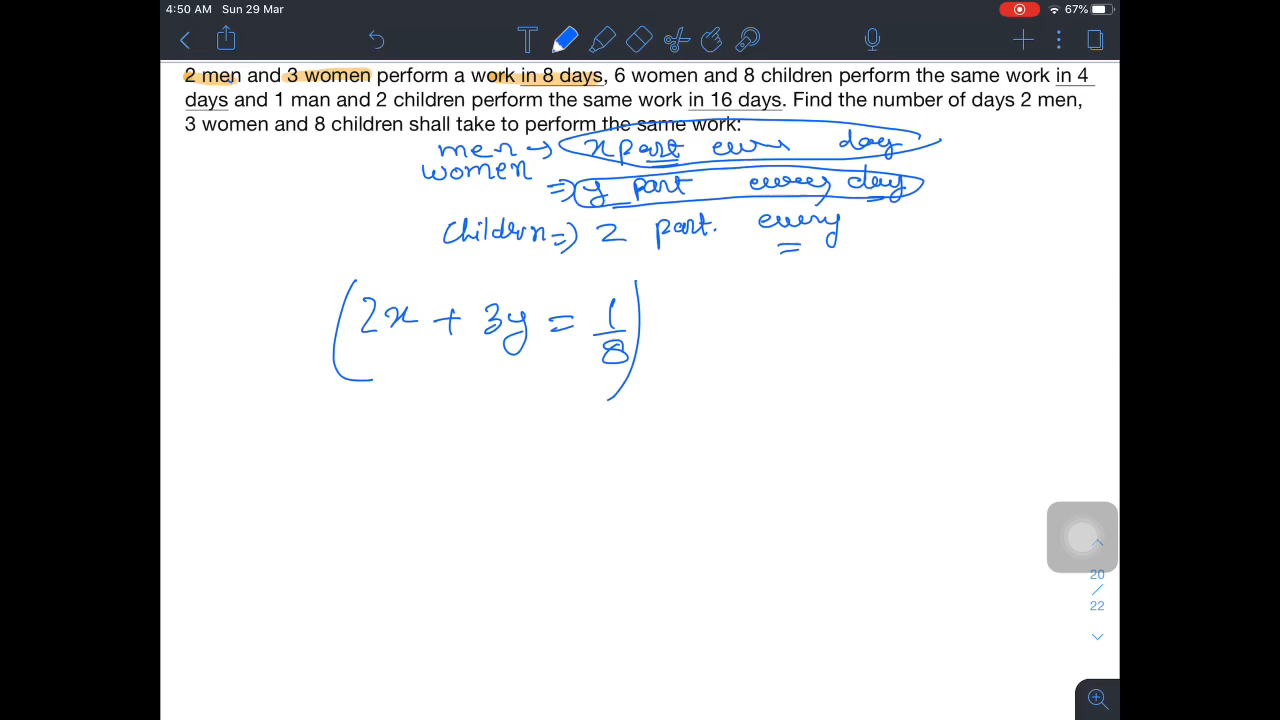 4:50 AM Sun 29 Mar 67%
2 men and 3 women perform a work in 8 days, 6 women and 8 children perform the same work in 4
days and 1 man and 2 children perform the same work in 16 days. Find the number of days 2 men,
3 women and 8 children shall take to perform the same work:
men → x part every day
women ⇒ y part every day
Children ⇒ z part. every
(2x + 3y = 1/8)
20
/
22